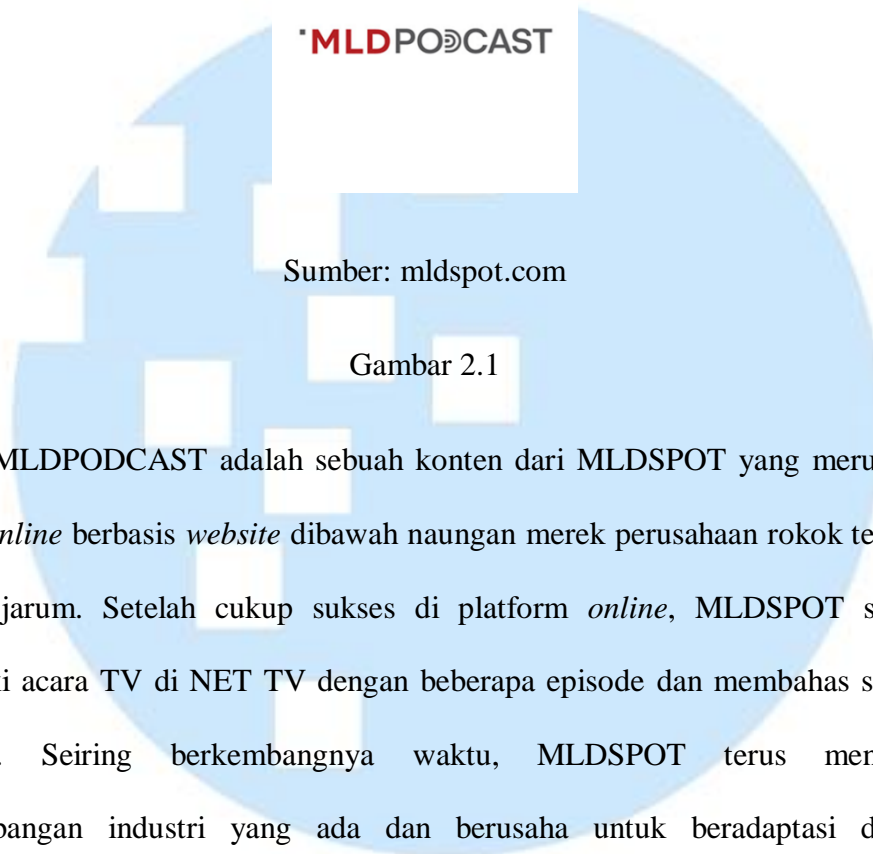 MLDPODCAST
Sumber: mldspot.com
Gambar 2.1
MLDPODCAST adalah sebuah konten dari MLDSPOT yang meru
nline berbasis website dibawah naungan merek perusahaan rokok te
jarum. Setelah cukup sukses di platform online, MLDSPOT s
ki acara TV di NET TV dengan beberapa episode dan membahas s
Seiring berkembangnya waktu, MLDSPOT terus men
bangan industri yang ada dan berusaha untuk beradaptasi d